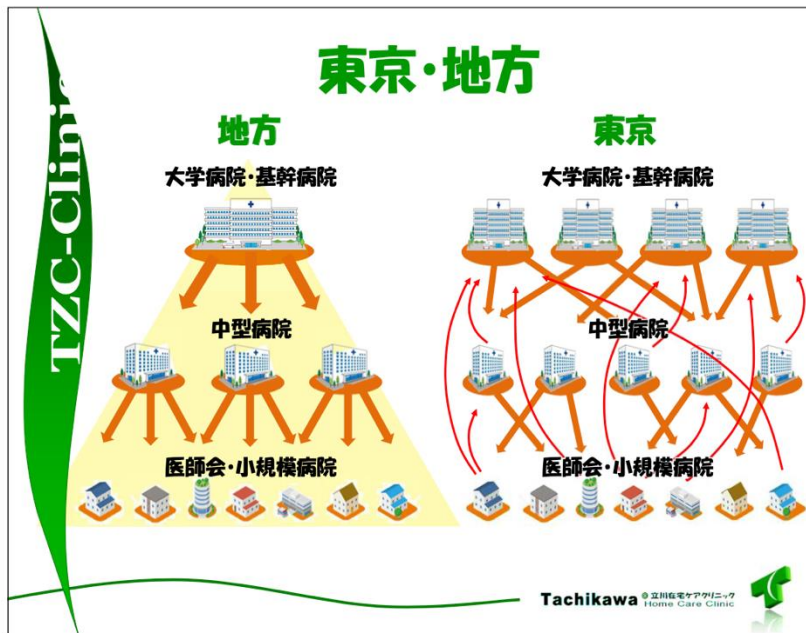 TZC-Clinic
東京・地方
地方
大学病院・基幹病院
中型病院
医師会・小規模病院
東京
大学病院・基幹病院
中型病院
医師会・小規模病院
Tachikawa 立川在宅ケアクリニック
Home Care Clinic